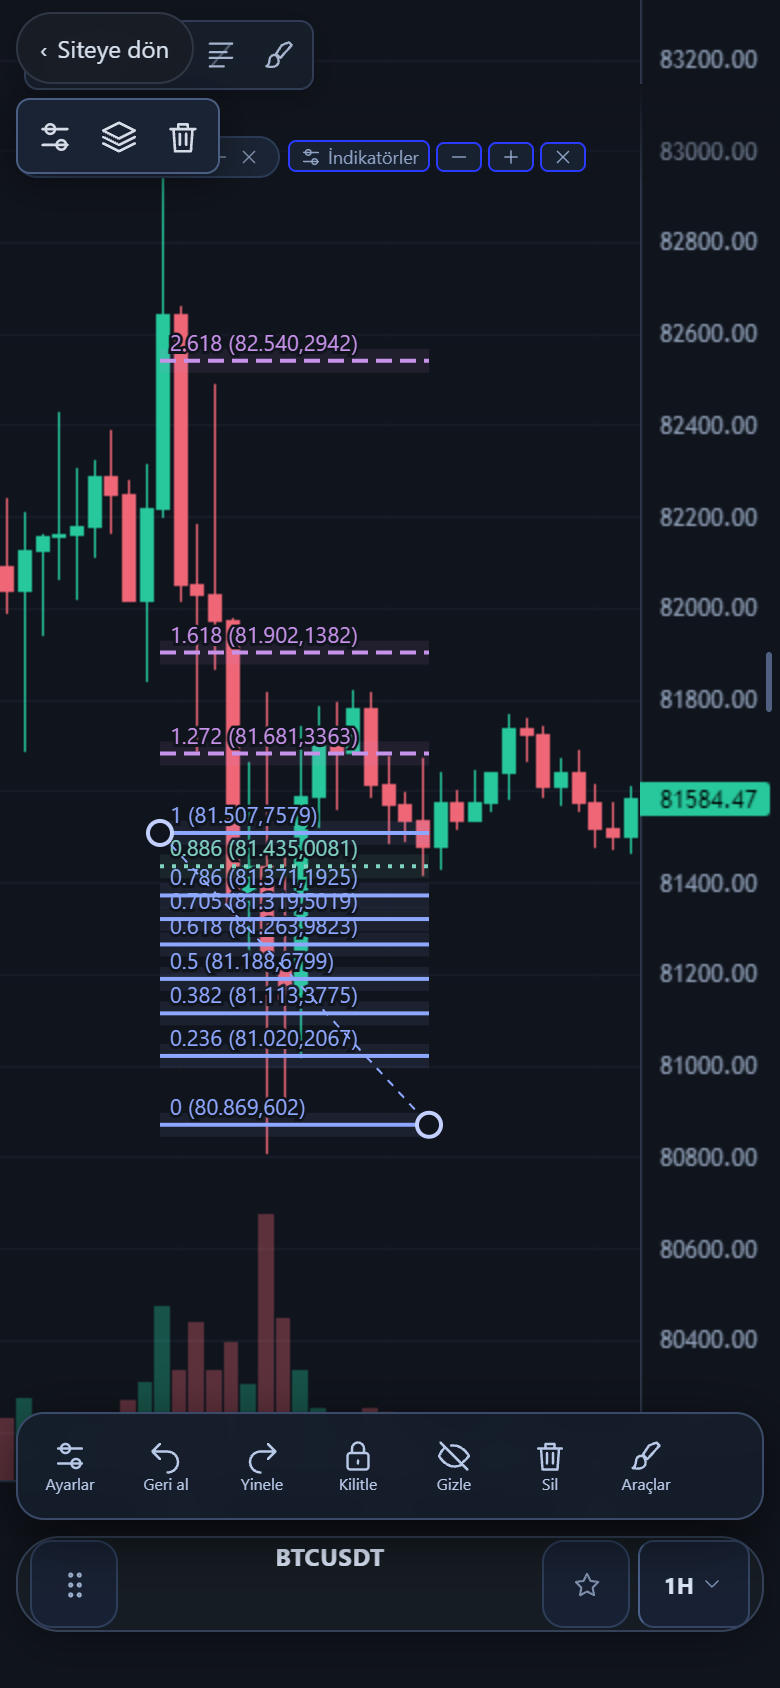 ‹ Siteye dön
İndikatörler
83200.00
83000.00
82800.00
82600.00
82400.00
82200.00
82000.00
81800.00
81584.47
81400.00
81200.00
81000.00
80800.00
80600.00
80400.00
2.618 (82.540,2942)
1.618 (81.902,1382)
1.272 (81.681,3363)
1 (81.507,7579)
0.886 (81.435,0081)
0.786 (81.371,1925)
0.705 (81.319,5019)
0.618 (81.263,9823)
0.5 (81.188,6799)
0.382 (81.113,3775)
0.236 (81.020,2067)
0 (80.869,602)
Ayarlar
Geri al
Yinele
Kilitle
Gizle
Sil
Araçlar
BTCUSDT
1H